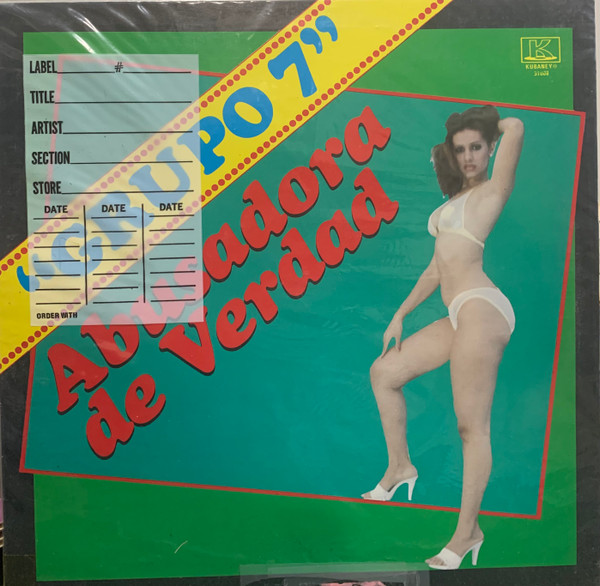 LABEL #
TITLE
ARTIST
SECTION
STORE
DATE DATE DATE
ORDER WITH
"GRUPO 7"
Abusadora
de Verdad
K
KUBANEY®